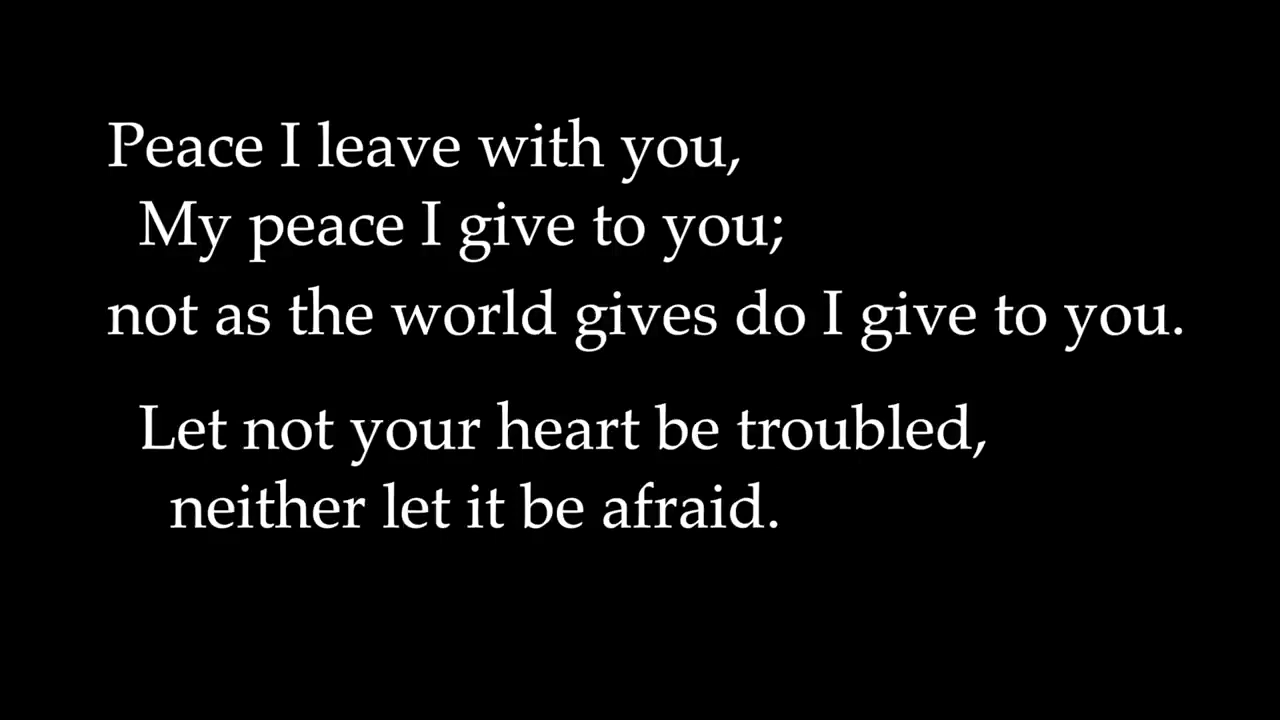 Peace I leave with you,
My peace I give to you;
not as the world gives do I give to you.
Let not your heart be troubled,
neither let it be afraid.